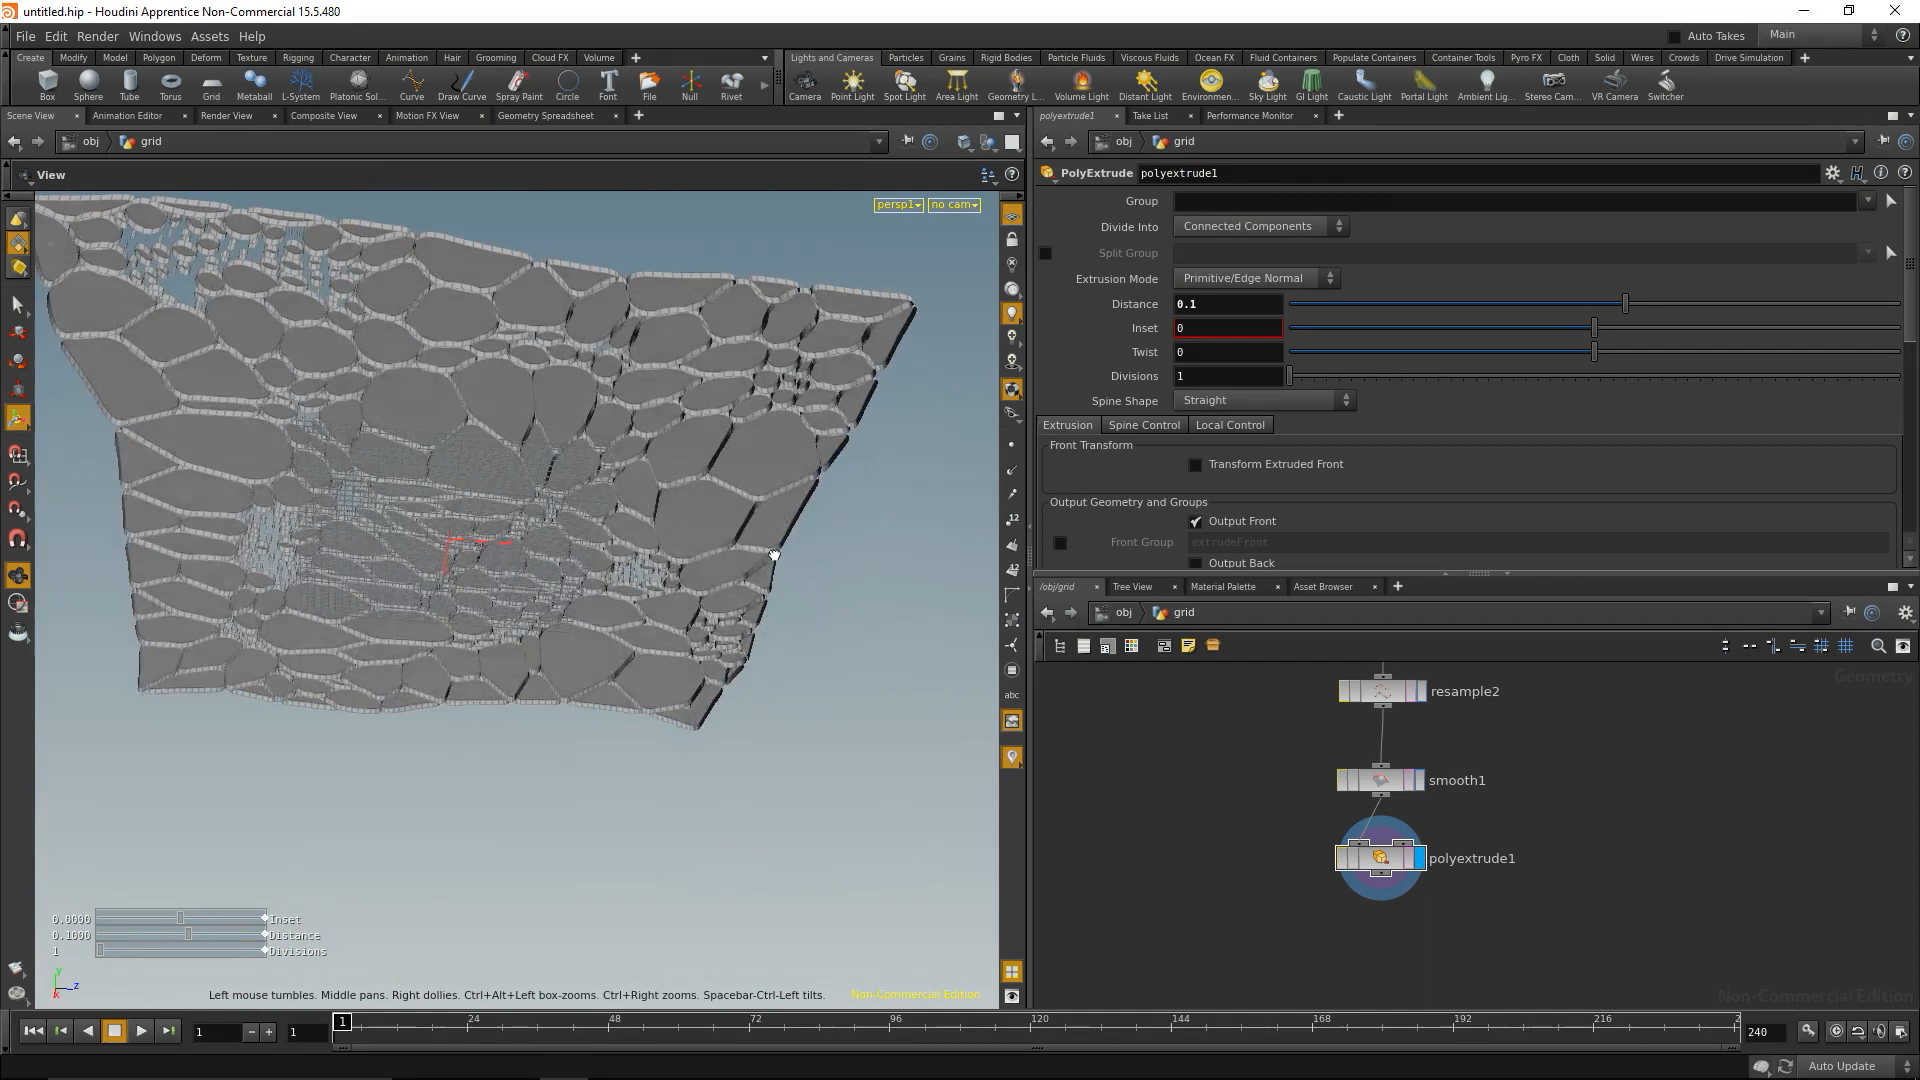 untitled.hip - Houdini Apprentice Non-Commercial 15.5.480
File Edit Render Windows Assets Help
Auto Takes Main
Create Modify Model Polygon Deform Texture Rigging Character Animation Hair Grooming Cloud FX Volume
Lights and Cameras Particles Grains Rigid Bodies Particle Fluids Viscous Fluids Ocean FX Fluid Containers Populate Containers Container Tools Pyro FX Cloth Solid Wires Crowds Drive Simulation
Box Sphere Tube Torus Grid Metaball L-System Platonic Sol... Curve Draw Curve Spray Paint Circle Font File Null Rivet
Camera Point Light Spot Light Area Light Geometry L... Volume Light Distant Light Environmen... Sky Light GI Light Caustic Light Portal Light Ambient Lig... Stereo Cam... VR Camera Switcher
Scene View Animation Editor Render View Composite View Motion FX View Geometry Spreadsheet
polyextrude1 Take List Performance Monitor
obj grid
obj grid
View
PolyExtrude polyextrude1
persp1 no cam
Group
Divide Into Connected Components
Split Group
Extrusion Mode Primitive/Edge Normal
Distance 0.1
Inset 0
Twist 0
Divisions 1
Spine Shape Straight
Extrusion Spine Control Local Control
Front Transform
Transform Extruded Front
Output Geometry and Groups
Output Front
Front Group extrudeFront
Output Back
12
12
abc
/obj/grid Tree View Material Palette Asset Browser
obj grid
Geometry
resample2
smooth1
polyextrude1
0.0000 Inset
0.1000 Distance
1 Divisions
y
z
x
Left mouse tumbles. Middle pans. Right dollies. Ctrl+Alt+Left box-zooms. Ctrl+Right zooms. Spacebar-Ctrl-Left tilts.
Non-Commercial Edition
Non-Commercial Edition
1 1 1 24 48 72 96 120 144 168 192 216 2 240
Auto Update